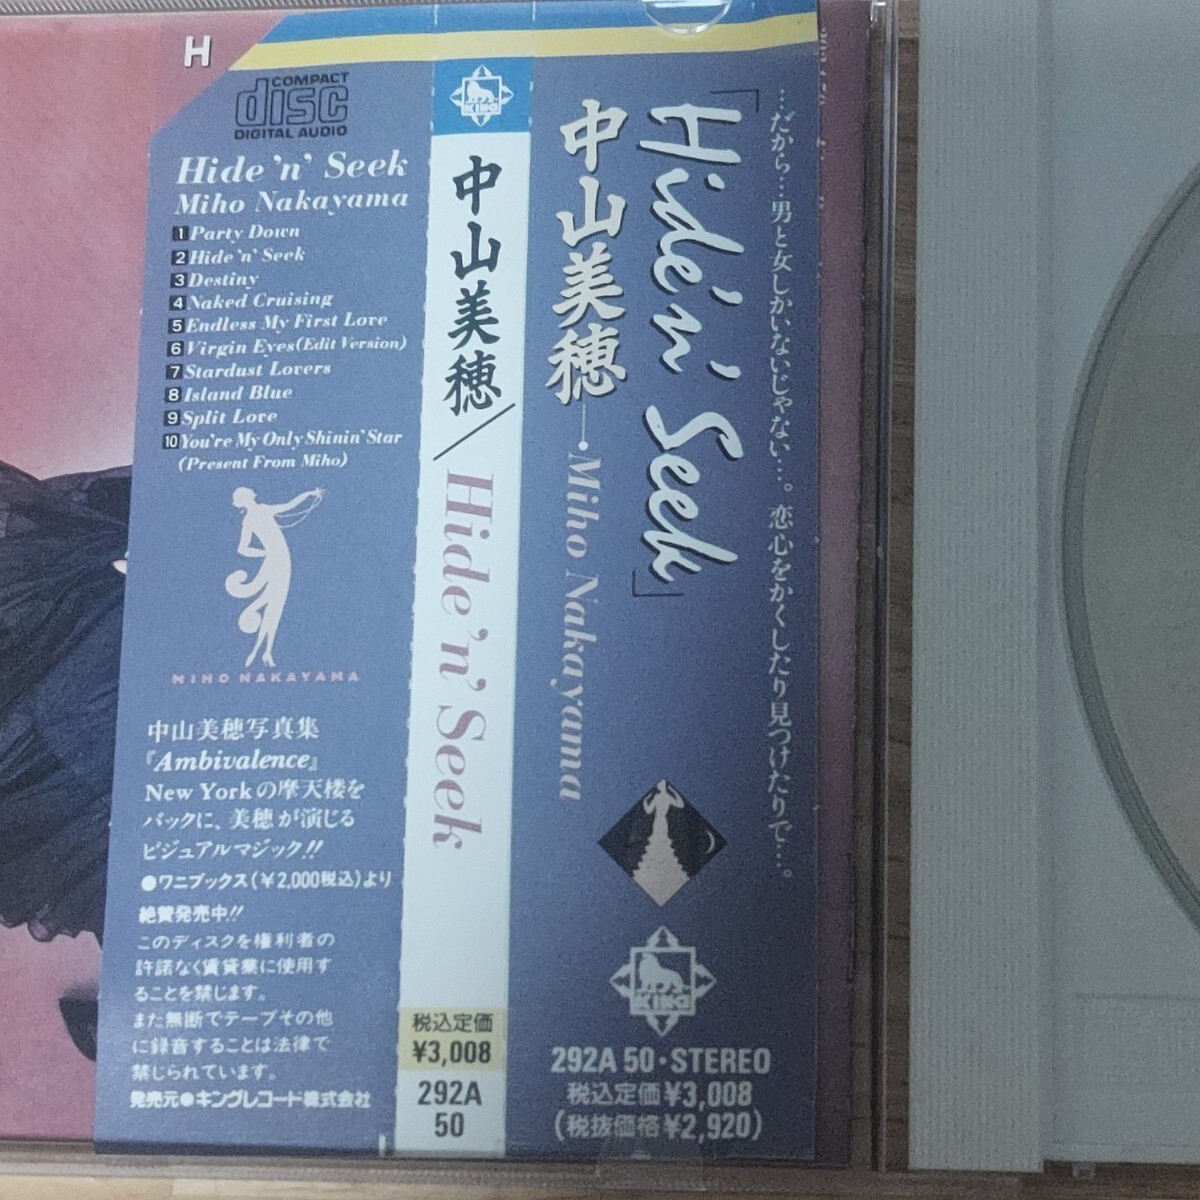 H
COMPACT
disc
DIGITAL AUDIO
Hide 'n' Seek
Miho Nakayama
1 Party Down
2 Hide 'n' Seek
3 Destiny
4 Naked Cruising
5 Endless My First Love
6 Virgin Eyes (Edit Version)
7 Stardust Lovers
8 Island Blue
9 Split Love
10 You're My Only Shinin' Star
(Present From Miho)
MIHO NAKAYAMA
中山美穂写真集
『Ambivalence』
New Yorkの摩天楼を
バックに、美穂が演じる
ビジュアルマジック!!
●ワニブックス(¥2,000税込)より
絶賛発売中!!
このディスクを権利者の
許諾なく賃貸業に使用す
ることを禁じます。
また無断でテープその他
に録音することは法律で
禁じられています。
発売元●キングレコード株式会社
KING
中山美穂/Hide 'n' Seek
税込定価
¥3,008
292A
50
…だから…男と女しかいないじゃない…。恋心をかくしたり見つけたりで…。
「Hide 'n' Seek」
中山美穂—●Miho Nakayama
KING
292A 50・STEREO
税込定価¥3,008
(税抜価格¥2,920)